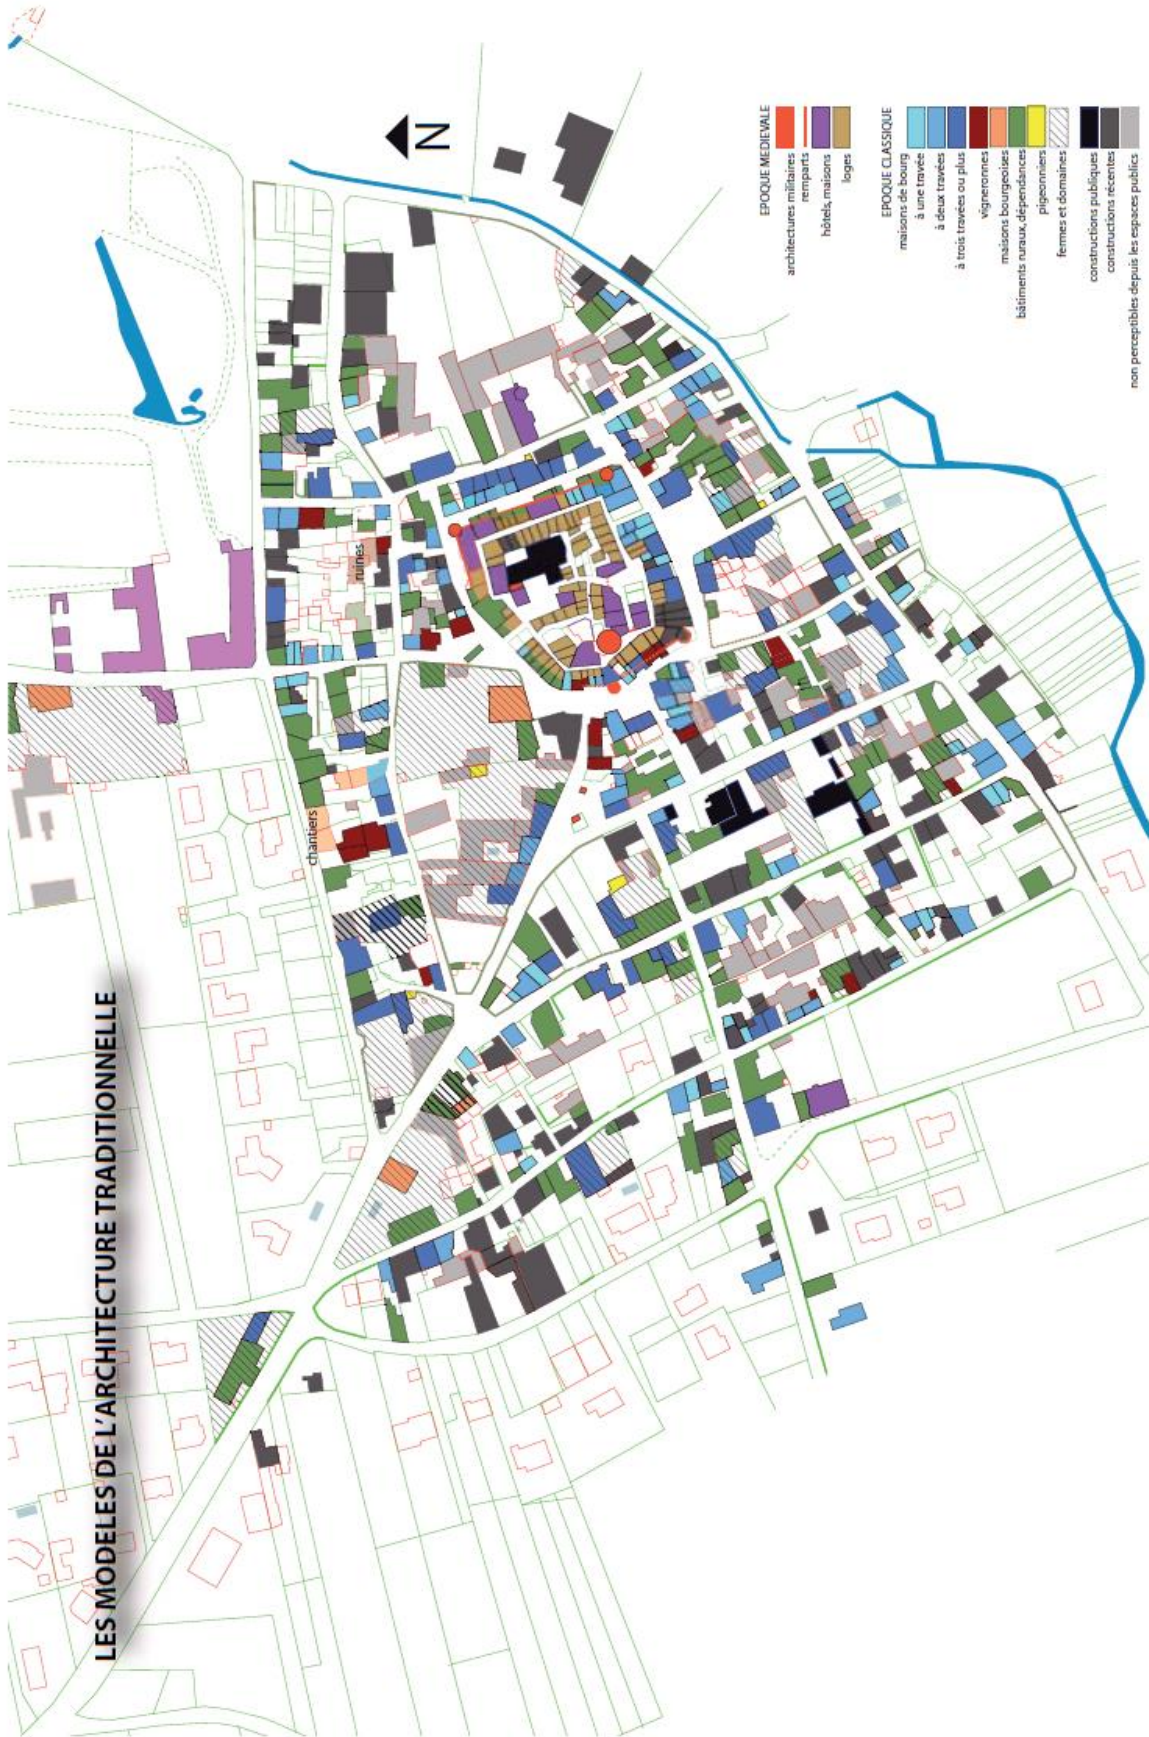 LES MODELES DE L'ARCHITECTURE TRADITIONNELLE
chantiers
ruines
N
EPOQUE MEDIEVALE
architectures militaires
remparts
hôtels, maisons
loges
EPOQUE CLASSIQUE
maisons de bourg
à une travée
à deux travées
à trois travées ou plus
vigneronnes
maisons bourgeoises
bâtiments ruraux, dépendances
pigeonniers
fermes et domaines
constructions publiques
constructions récentes
non perceptibles depuis les espaces publics